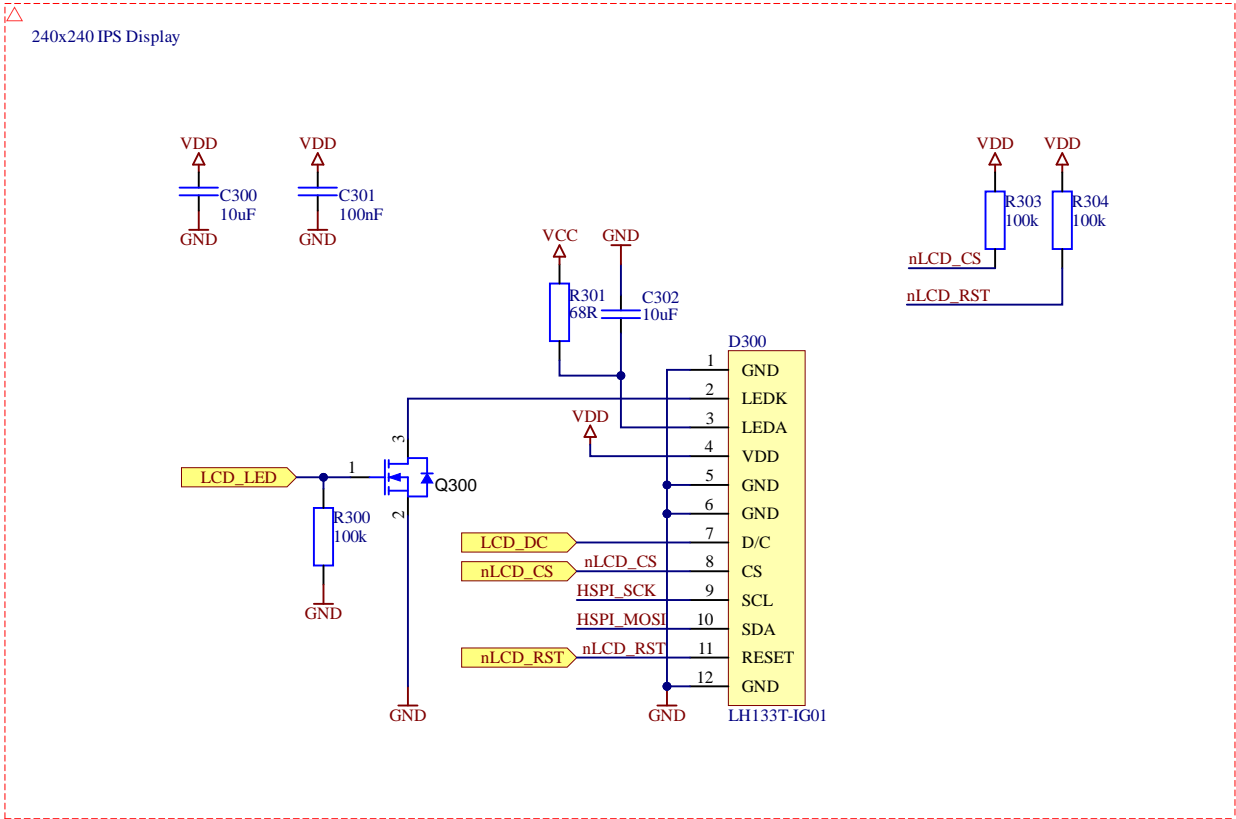 240x240 IPS Display
VDD
VDD
VDD
VDD
C300
10uF
C301
100nF
R303
100k
R304
100k
GND
GND
VCC
GND
nLCD_CS
nLCD_RST
R301
68R
C302
10uF
D300
1
GND
2
LEDK
3
LEDA
VDD
4
VDD
5
GND
6
GND
7
D/C
8
CS
9
SCL
10
SDA
11
RESET
12
GND
LH133T-IG01
3
LCD_LED
1
Q300
2
R300
100k
GND
LCD_DC
nLCD_CS
nLCD_CS
HSPI_SCK
HSPI_MOSI
nLCD_RST
nLCD_RST
GND
GND